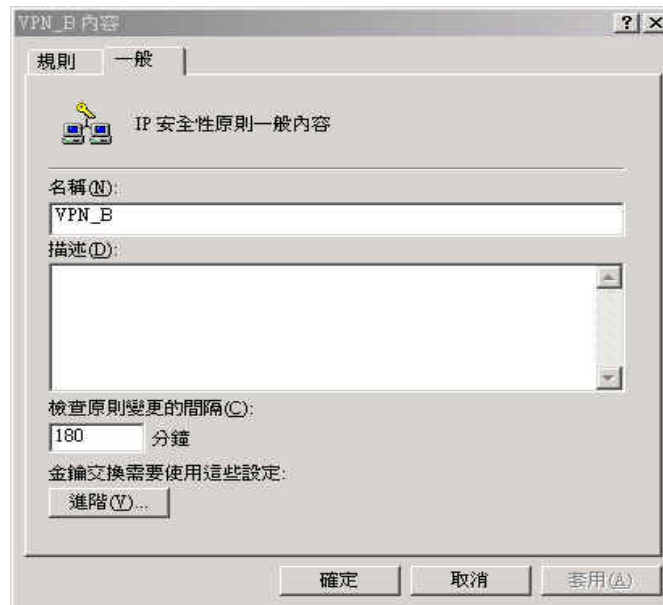 VPN_B 內容
規則 一般
IP 安全性原則一般內容
名稱(N):
VPN_B
描述(D):
檢查原則變更的間隔(C):
180 分鐘
金鑰交換需要使用這些設定:
進階(V)...
確定 取消 套用(A)